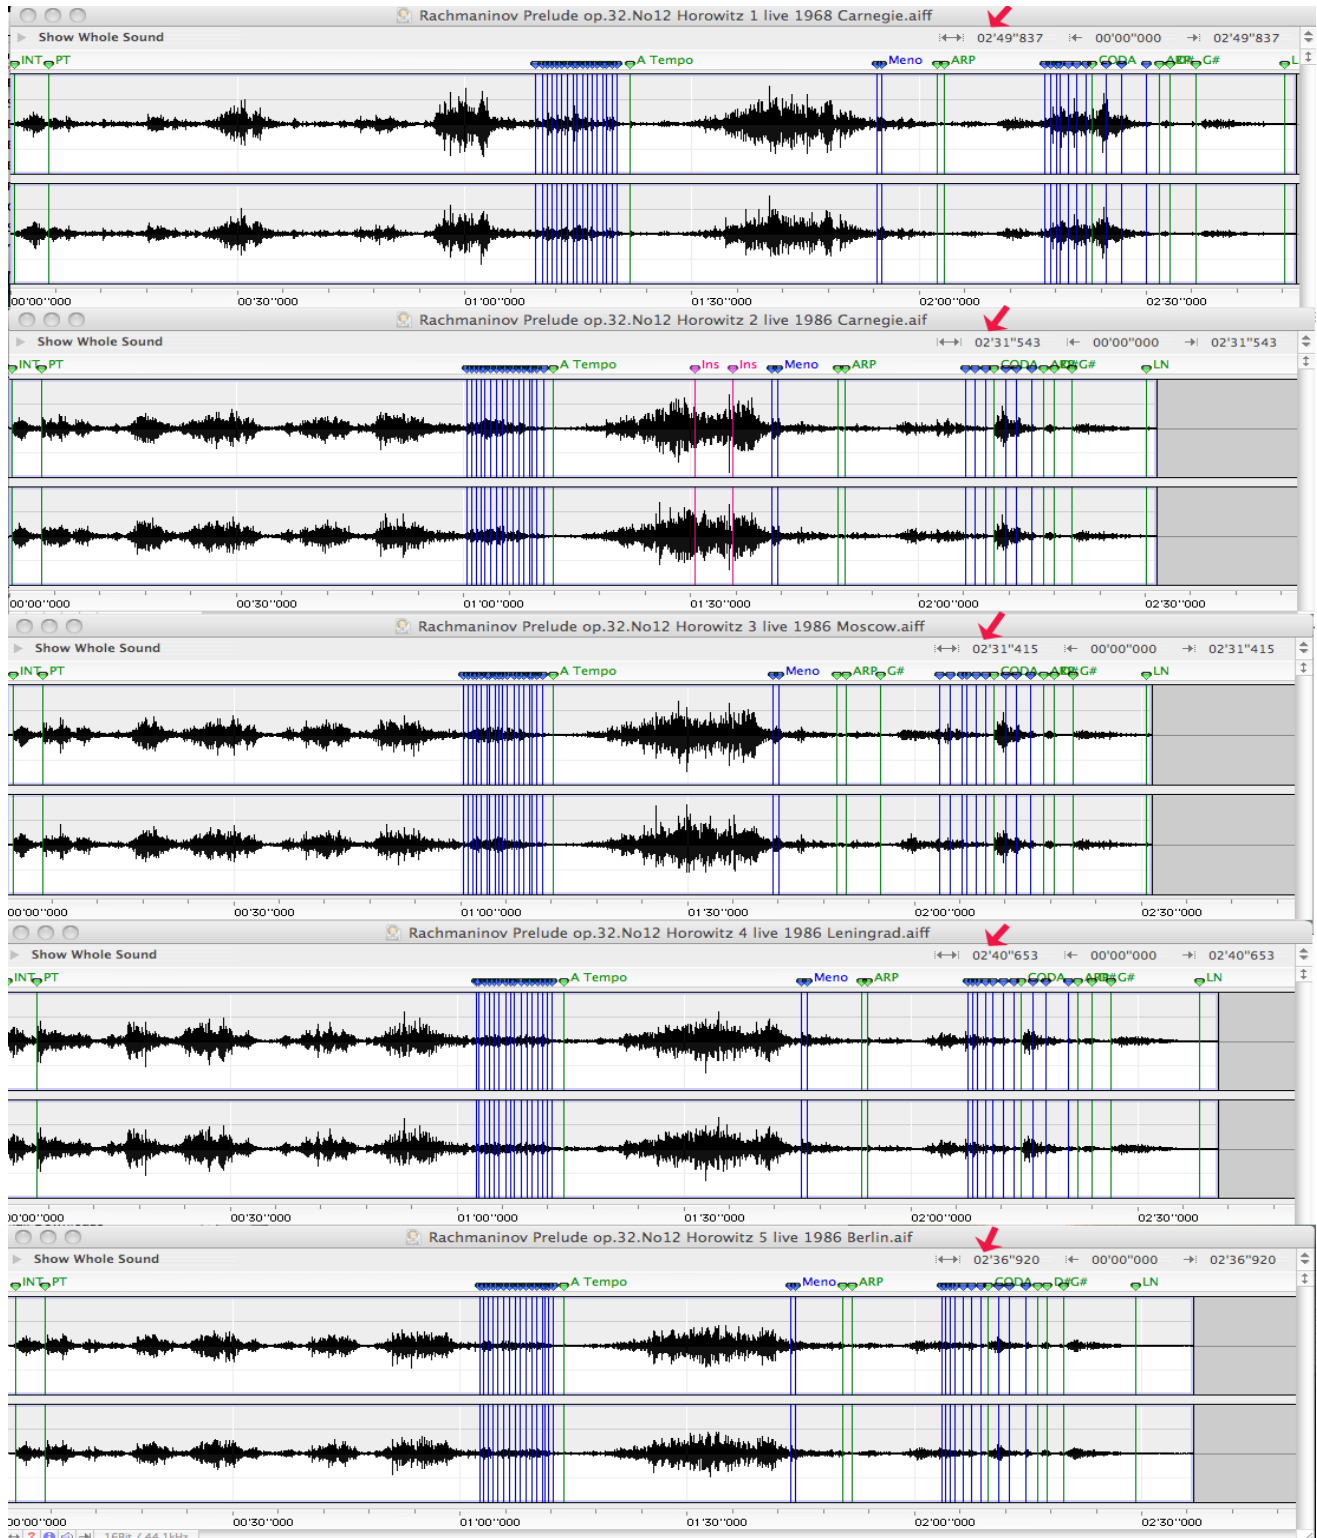 Rachmaninov Prelude op.32.No12 Horowitz 1 live 1968 Carnegie.aiff
Show Whole Sound 02'49"837 00'00"000 02'49"837
INT PT A Tempo Meno ARP CODA G# L
00'00"000 00'30"000 01'00"000 01'30"000 02'00"000 02'30"000
Rachmaninov Prelude op.32.No12 Horowitz 2 live 1986 Carnegie.aif
Show Whole Sound 02'31"543 00'00"000 02'31"543
INT PT A Tempo Ins Ins Meno ARP CODA G# LN
00'00"000 00'30"000 01'00"000 01'30"000 02'00"000 02'30"000
Rachmaninov Prelude op.32.No12 Horowitz 3 live 1986 Moscow.aiff
Show Whole Sound 02'31"415 00'00"000 02'31"415
INT PT A Tempo Meno ARP G# CODA G# LN
00'00"000 00'30"000 01'00"000 01'30"000 02'00"000 02'30"000
Rachmaninov Prelude op.32.No12 Horowitz 4 live 1986 Leningrad.aiff
Show Whole Sound 02'40"653 00'00"000 02'40"653
INT PT A Tempo Meno ARP CODA G# LN
00'00"000 00'30"000 01'00"000 01'30"000 02'00"000 02'30"000
Rachmaninov Prelude op.32.No12 Horowitz 5 live 1986 Berlin.aif
Show Whole Sound 02'36"920 00'00"000 02'36"920
INT PT A Tempo Meno ARP CODA D# G# LN
00'00"000 00'30"000 01'00"000 01'30"000 02'00"000 02'30"000
16Bit / 44.1kHz